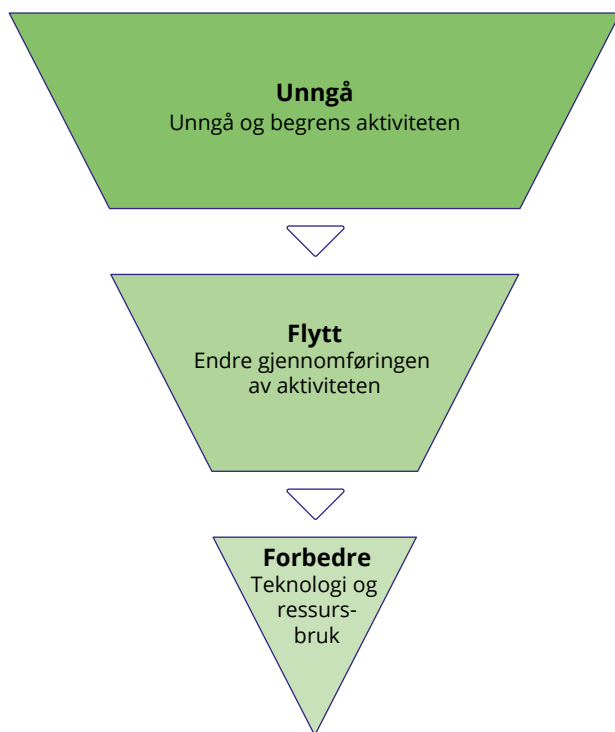 Unngå
Unngå og begrens aktiviteten
Flytt
Endre gjennomføringen
av aktiviteten
Forbedre
Teknologi og
ressurs-
bruk